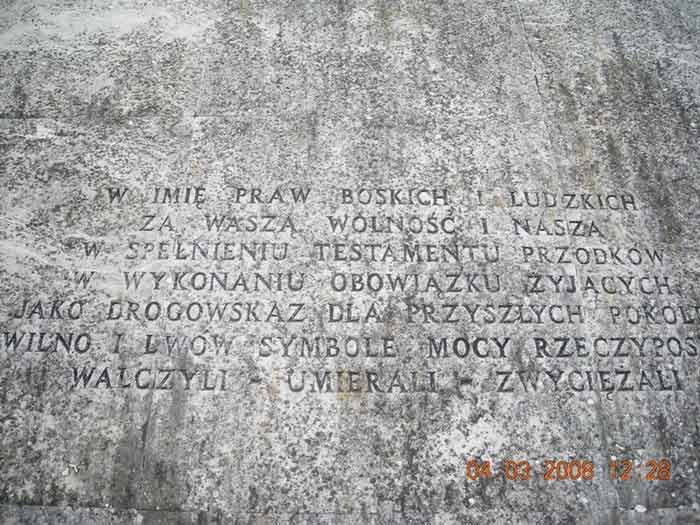 W IMIĘ PRAW BOSKICH I LUDZKICH
ZA WASZĄ WOLNOŚĆ I NASZĄ
W SPEŁNIENIU TESTAMENTU PRZODKÓW
W WYKONANIU OBOWIĄZKU ŻYJĄCYCH
JAKO DROGOWSKAZ DLA PRZYSZŁYCH POKOL
WILNO I LWÓW SYMBOLE MOCY RZECZYPOS
WALCZYLI - UMIERALI - ZWYCIĘŻALI
04.03.2008 12:28